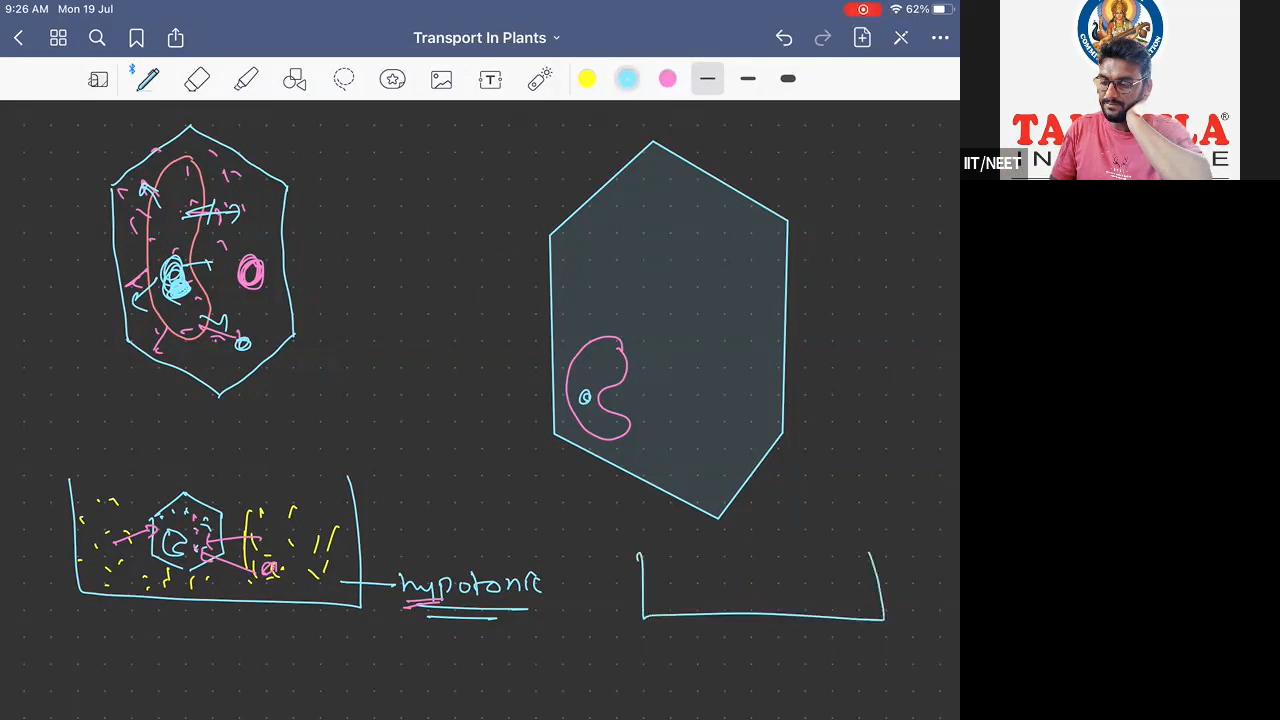 9:26 AM Mon 19 Jul
62%
Transport In Plants
T
IIT/NEET
hypotonic
a